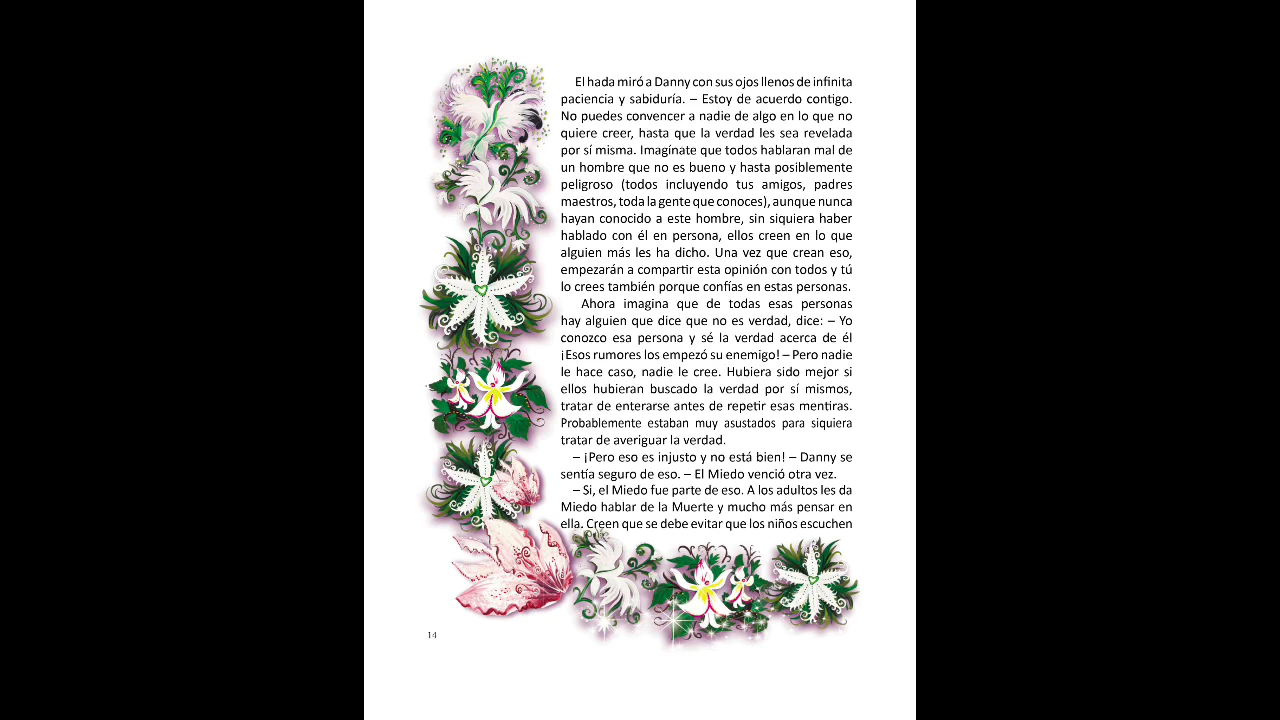 El hada miró a Danny con sus ojos llenos de infinita
paciencia y sabiduría. – Estoy de acuerdo contigo.
No puedes convencer a nadie de algo en lo que no
quiere creer, hasta que la verdad les sea revelada
por sí misma. Imagínate que todos hablaran mal de
un hombre que no es bueno y hasta posiblemente
peligroso (todos incluyendo tus amigos, padres
maestros, toda la gente que conoces), aunque nunca
hayan conocido a este hombre, sin siquiera haber
hablado con él en persona, ellos creen en lo que
alguien más les ha dicho. Una vez que crean eso,
empezarán a compartir esta opinión con todos y tú
lo crees también porque confías en estas personas.
Ahora imagina que de todas esas personas
hay alguien que dice que no es verdad, dice: – Yo
conozco esa persona y sé la verdad acerca de él
¡Esos rumores los empezó su enemigo! – Pero nadie
le hace caso, nadie le cree. Hubiera sido mejor si
ellos hubieran buscado la verdad por sí mismos,
tratar de enterarse antes de repetir esas mentiras.
Probablemente estaban muy asustados para siquiera
tratar de averiguar la verdad.
– ¡Pero eso es injusto y no está bien! – Danny se
sentía seguro de eso. – El Miedo venció otra vez.
– Si, el Miedo fue parte de eso. A los adultos les da
Miedo hablar de la Muerte y mucho más pensar en
ella. Creen que se debe evitar que los niños escuchen
14